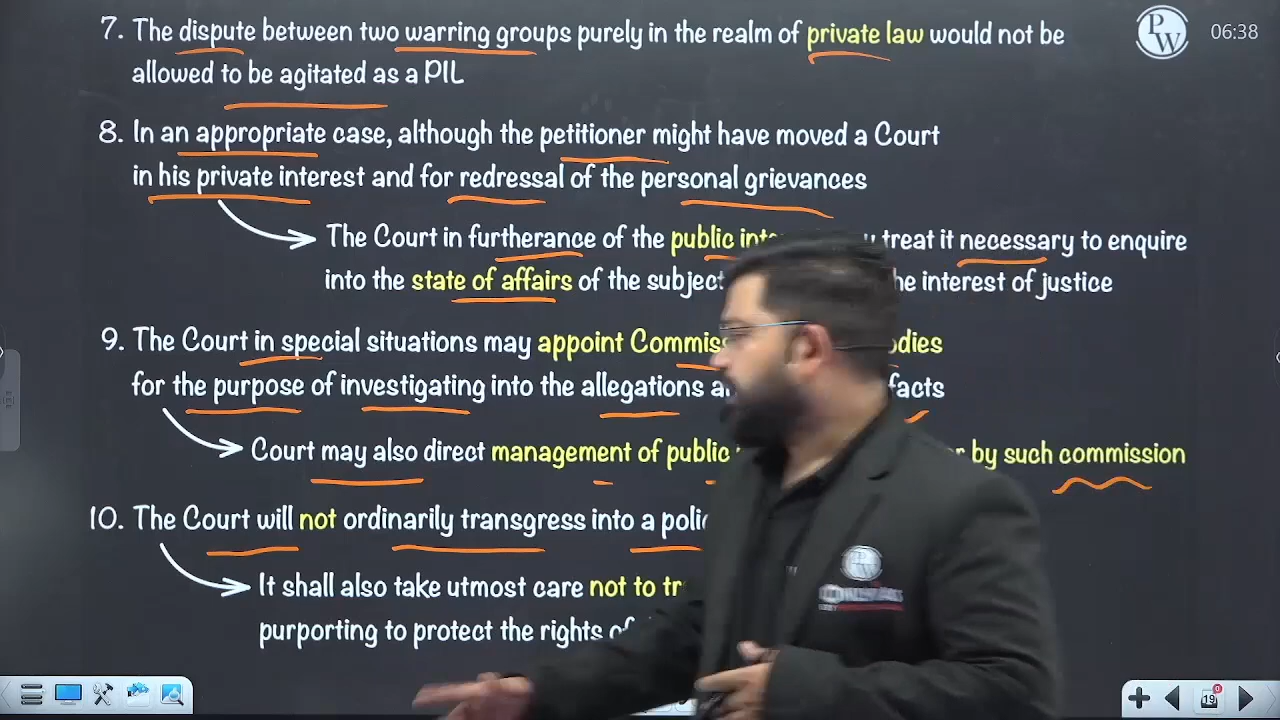 7. The dispute between two warring groups purely in the realm of private law would not be
allowed to be agitated as a PIL
PW
06:38
8. In an appropriate case, although the petitioner might have moved a Court
in his private interest and for redressal of the personal grievances
The Court in furtherance of the public treat it necessary to enquire
into the state of affairs of the subject interest of justice
9. The Court in special situations may appoint
for the purpose of investigating into the allegations facts
Court may also direct management of public by such commission
10. The Court will not ordinarily transgress into a
It shall also take utmost care not to
purporting to protect the rights
PW
19